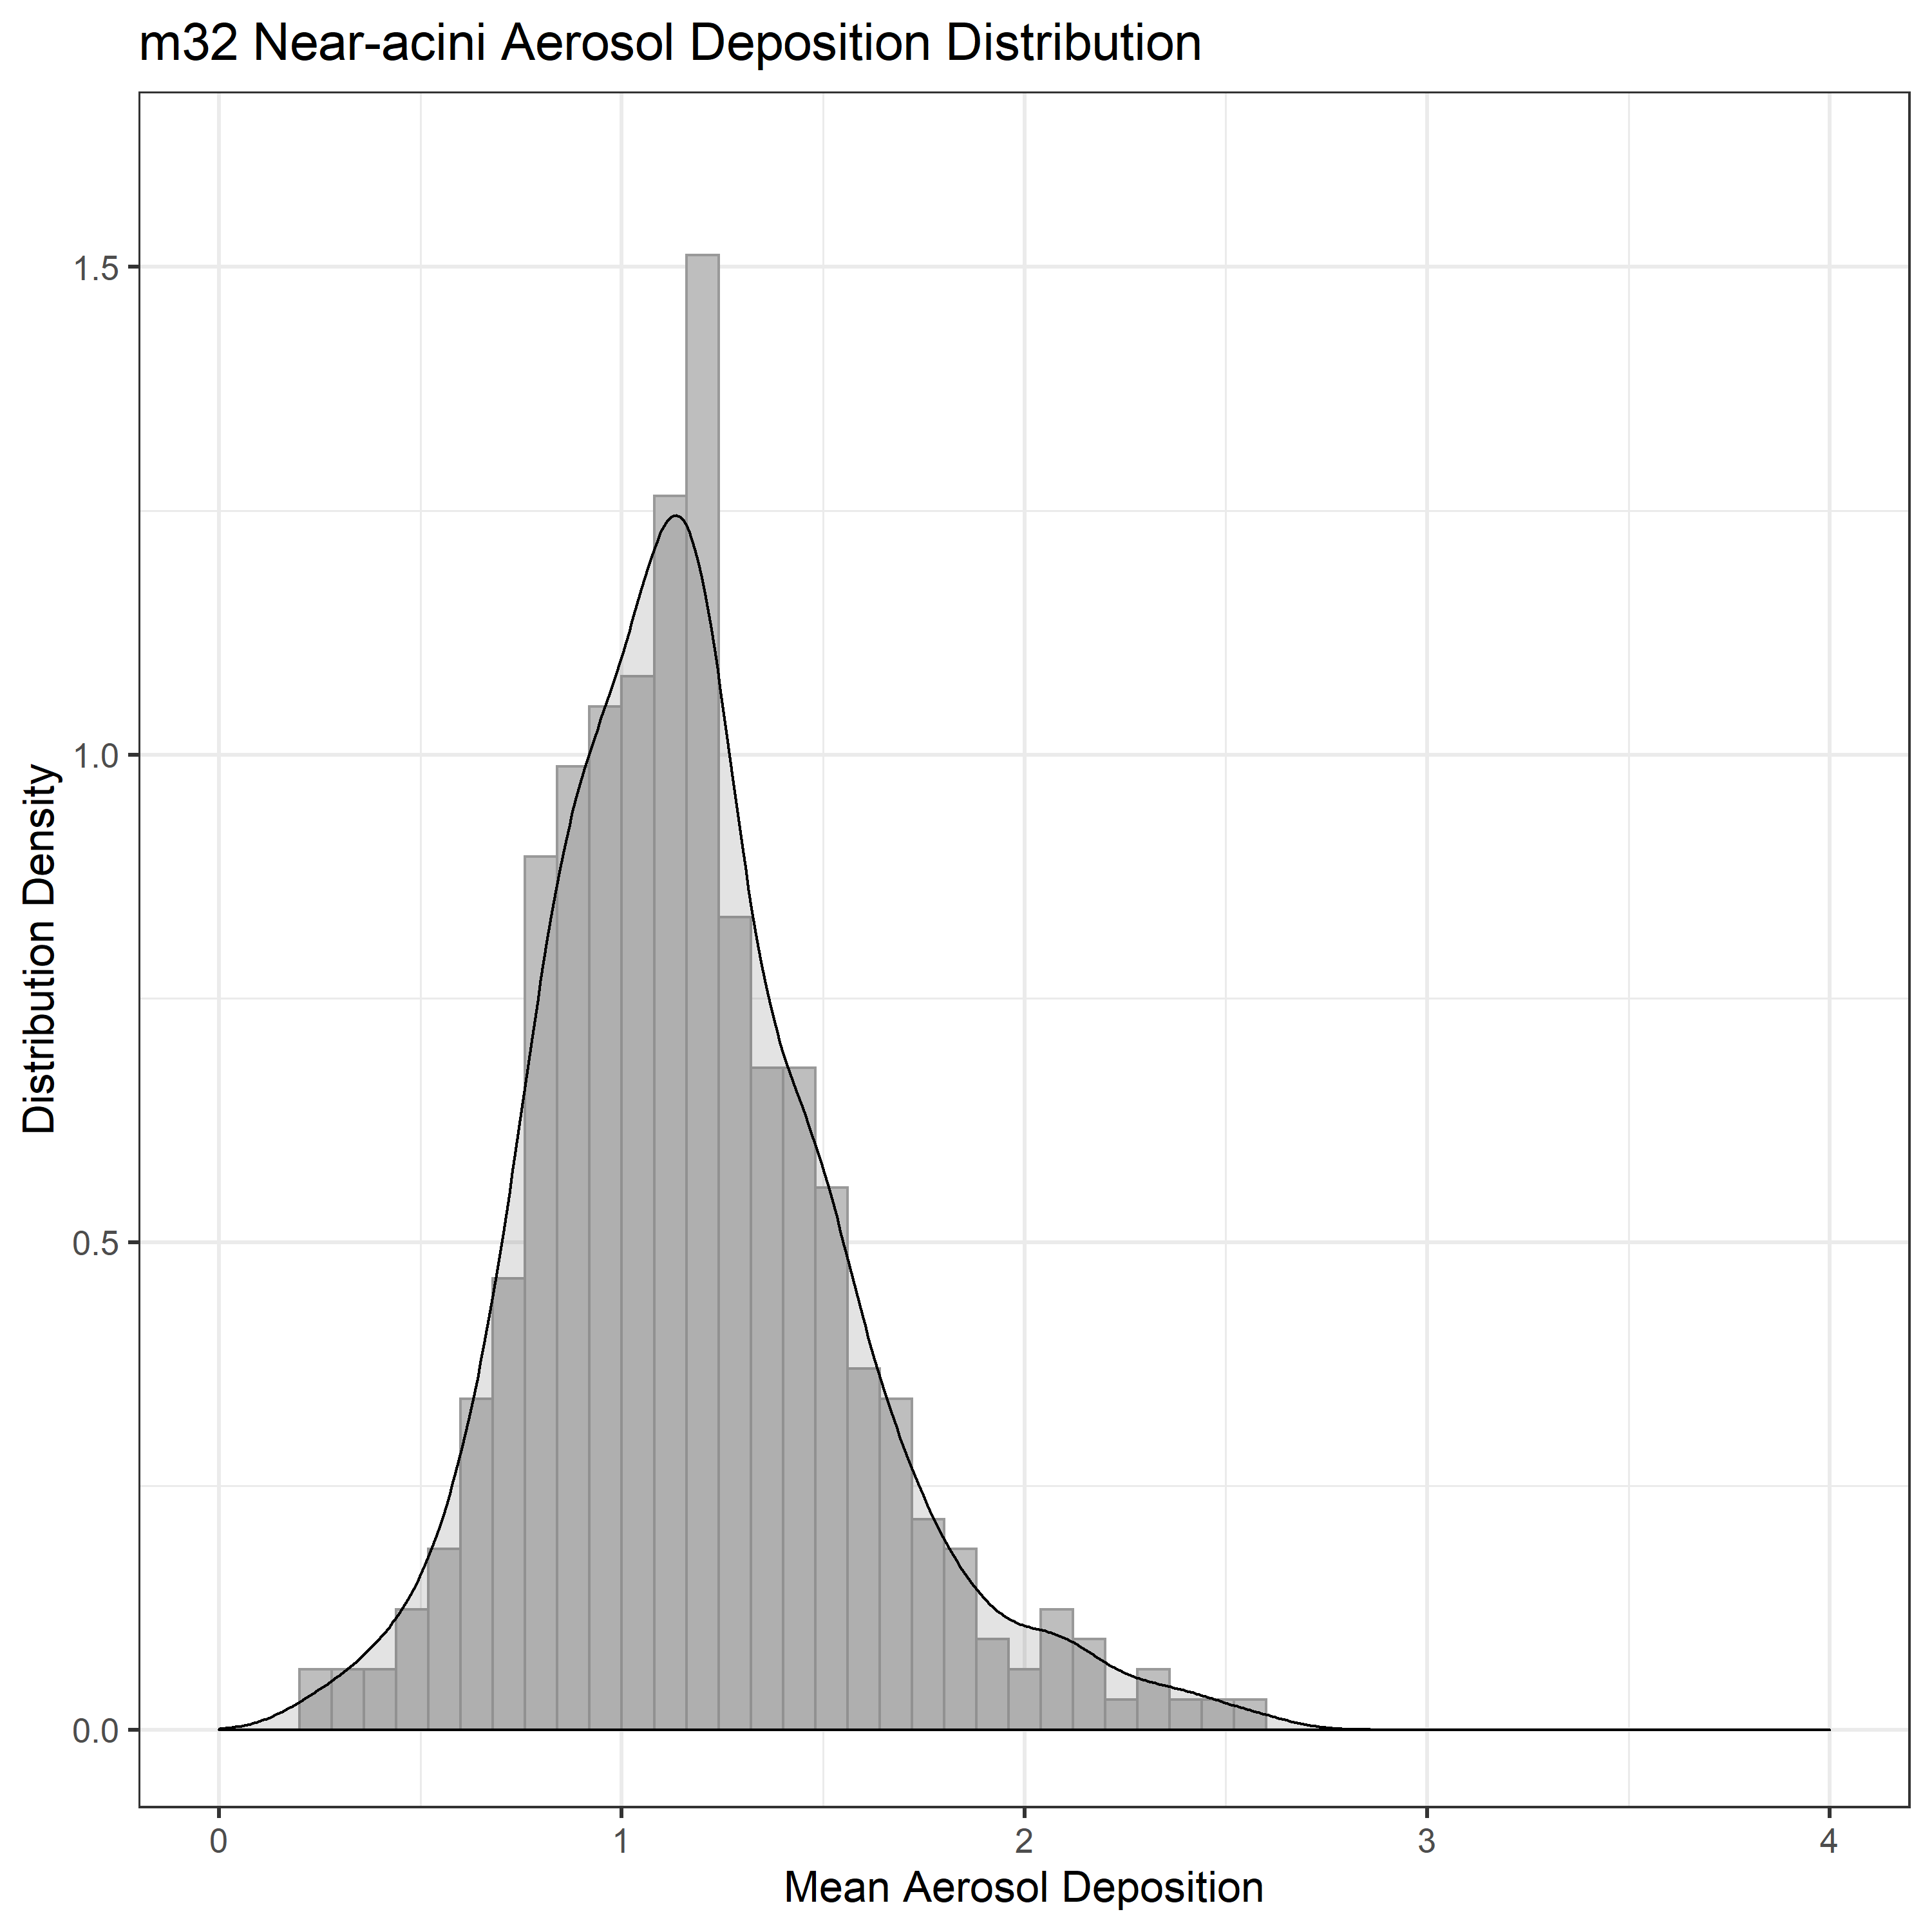 m32 Near-acini Aerosol Deposition Distribution
Distribution Density
1.5
1.0
0.5
0.0
0 1 2 3 4
Mean Aerosol Deposition